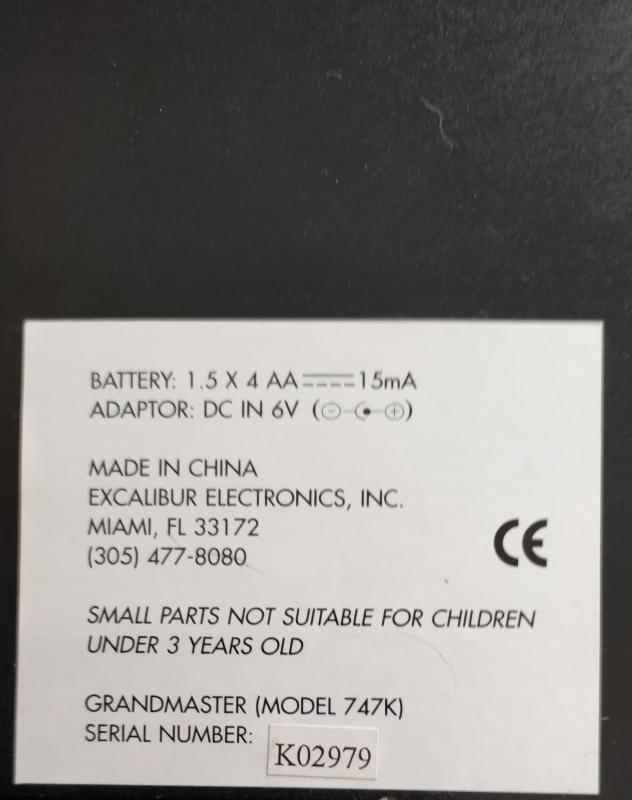 BATTERY: 1.5 X 4 AA 15mA
ADAPTOR: DC IN 6V (⊖-(•-⊕)
MADE IN CHINA
EXCALIBUR ELECTRONICS, INC.
MIAMI, FL 33172
(305) 477-8080
CE
SMALL PARTS NOT SUITABLE FOR CHILDREN
UNDER 3 YEARS OLD
GRANDMASTER (MODEL 747K)
SERIAL NUMBER: K02979